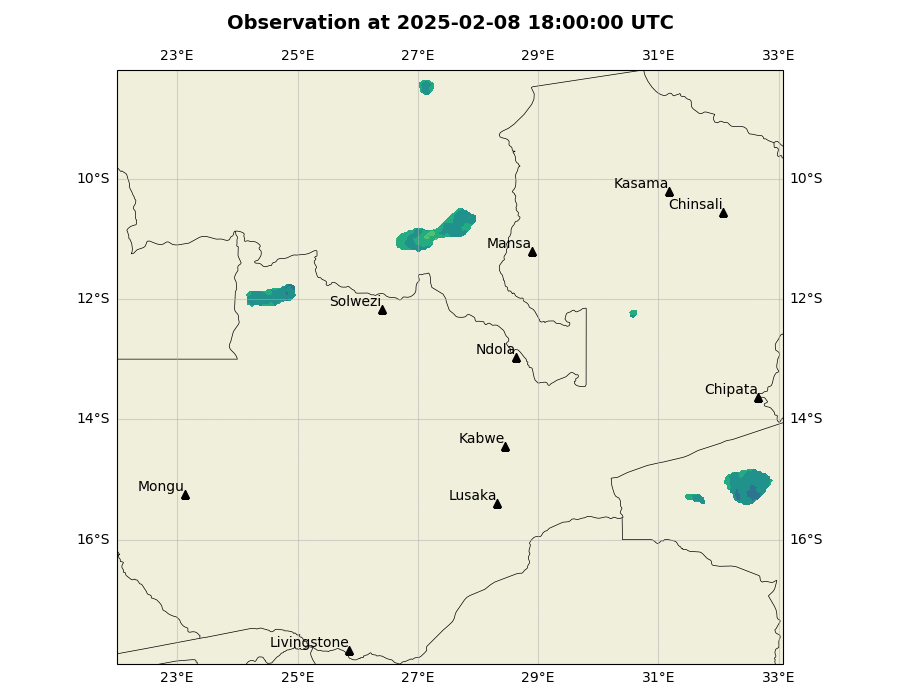 Observation at 2025-02-08 18:00:00 UTC
23°E 25°E 27°E 29°E 31°E 33°E
10°S 10°S
Kasama
Chinsali
Mansa
12°S 12°S
Solwezi
Ndola
Chipata
14°S 14°S
Kabwe
Mongu
Lusaka
16°S 16°S
Livingstone
23°E 25°E 27°E 29°E 31°E 33°E